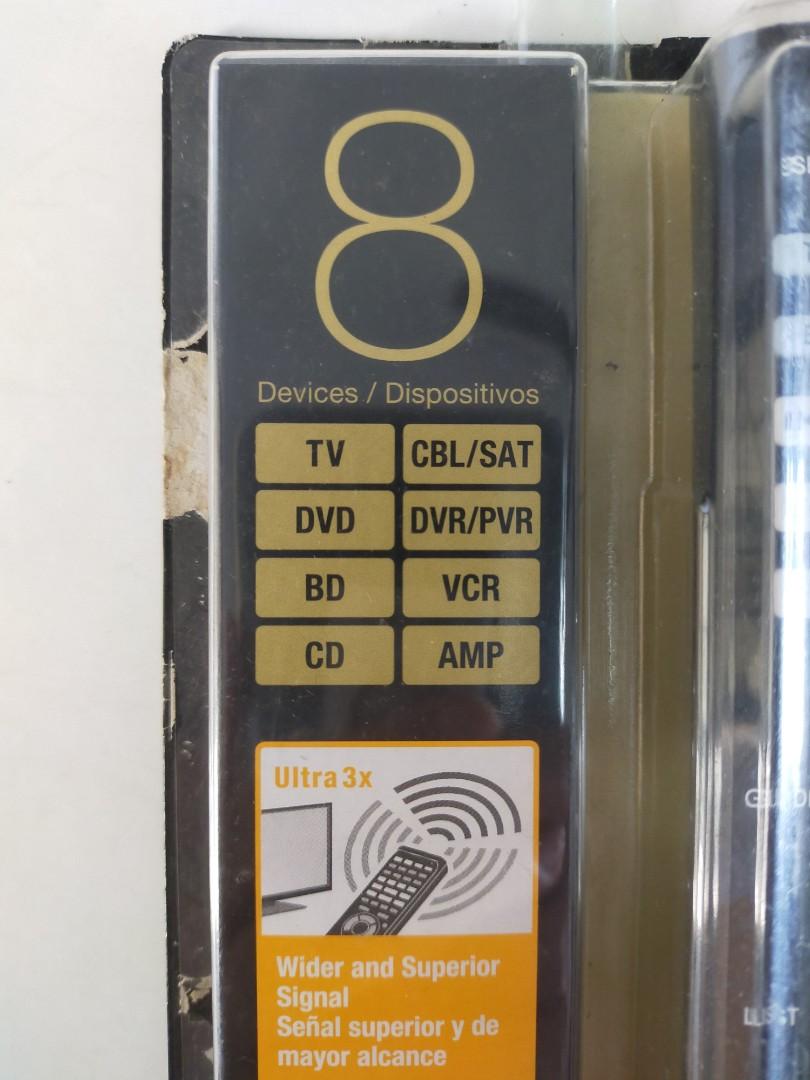 8
Devices / Dispositivos
TV CBL/SAT
DVD DVR/PVR
BD VCR
CD AMP
Ultra 3x
Wider and Superior
Signal
Señal superior y de
mayor alcance